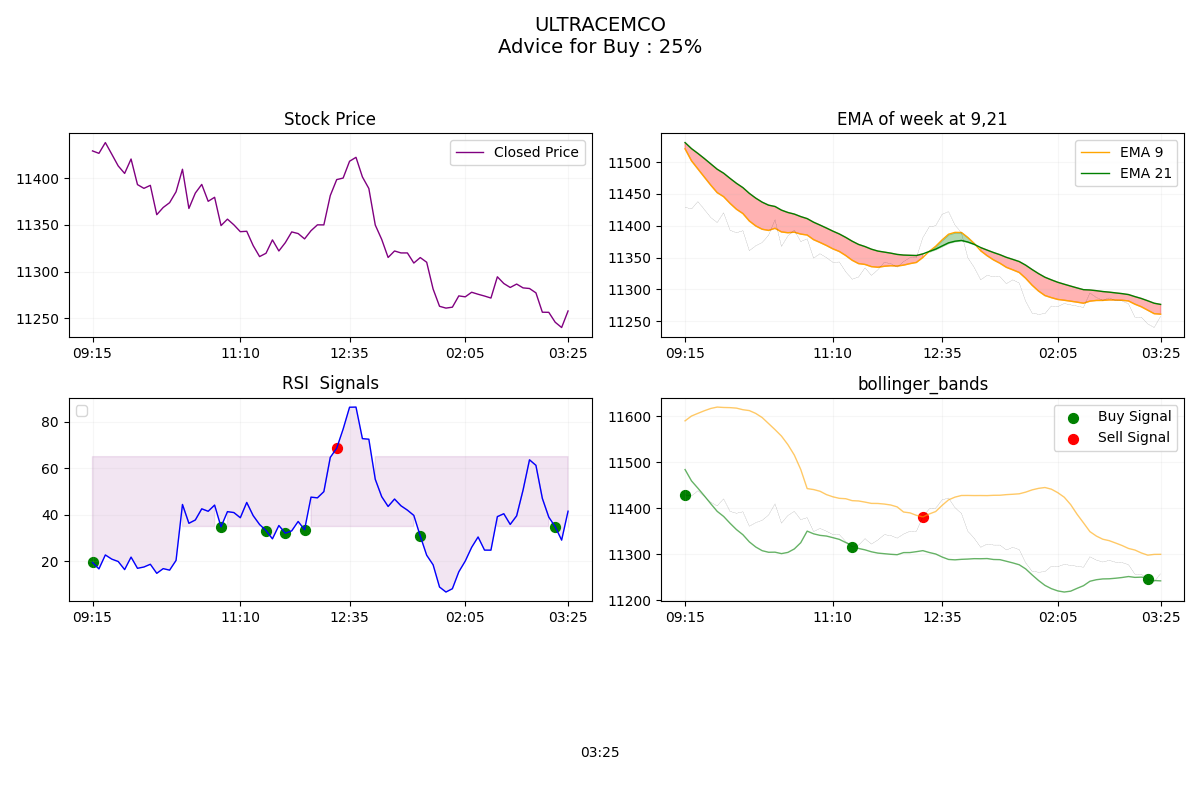 ULTRACEMCO
Advice for Buy : 25%
Stock Price
Closed Price
11400
11350
11300
11250
09:15 11:10 12:35 02:05 03:25
EMA of week at 9,21
EMA 9
EMA 21
11500
11450
11400
11350
11300
11250
09:15 11:10 12:35 02:05 03:25
RSI  Signals
80
60
40
20
09:15 11:10 12:35 02:05 03:25
bollinger_bands
Buy Signal
Sell Signal
11600
11500
11400
11300
11200
09:15 11:10 12:35 02:05 03:25
03:25